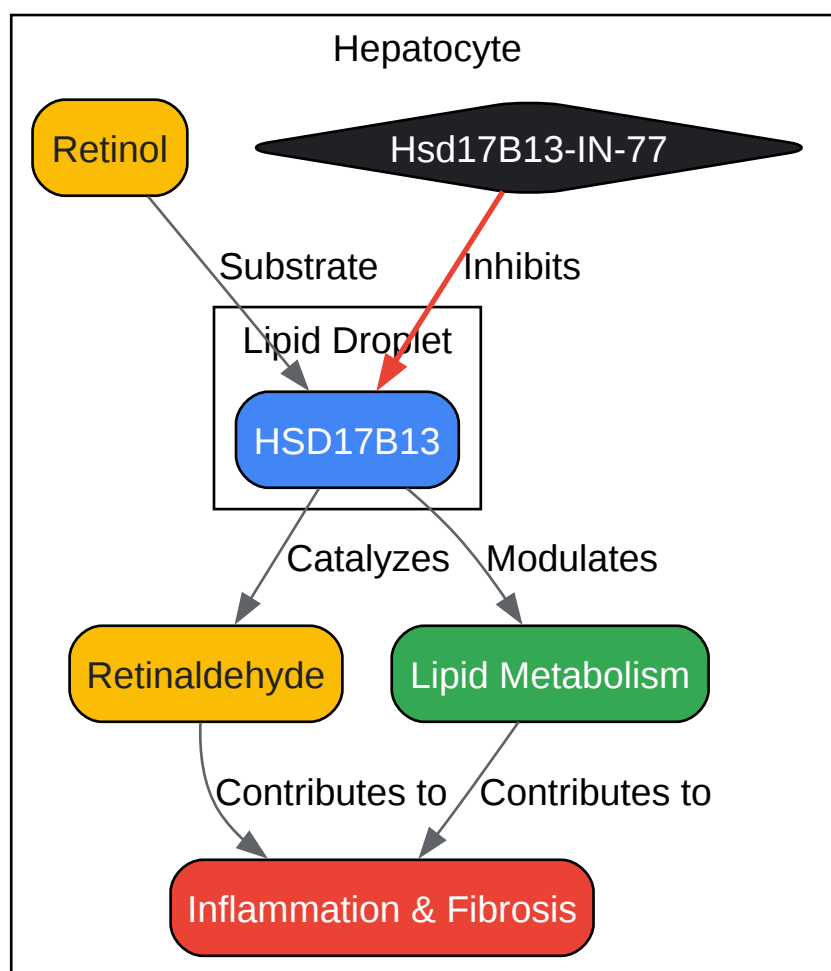 Hepatocyte
Retinol
Hsd17B13-IN-77
Substrate
Inhibits
Lipid Droplet
HSD17B13
Catalyzes
Modulates
Retinaldehyde
Lipid Metabolism
Contributes to
Contributes to
Inflammation & Fibrosis